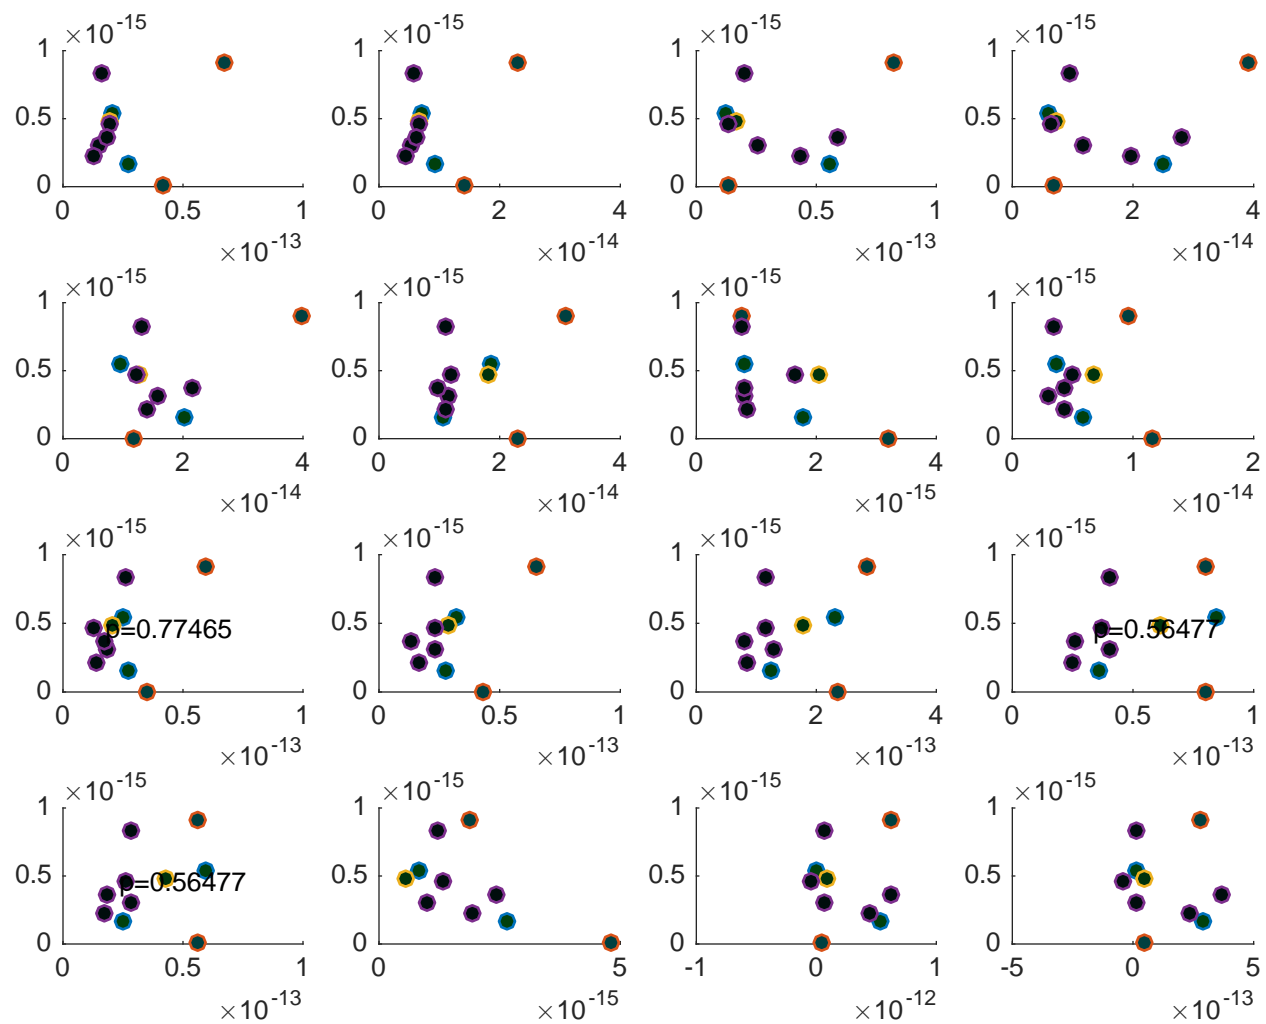 ×10-15 ×10-15 ×10-15 ×10-15
1 1 1 1
0.5 0.5 0.5 0.5
0 0 0 0
0 0.5 1 0 2 4 0 0.5 1 0 2 4
×10-13 ×10-14 ×10-13 ×10-14
×10-15 ×10-15 ×10-15 ×10-15
1 1 1 1
0.5 0.5 0.5 0.5
0 0 0 0
0 2 4 0 2 4 0 2 4 0 1 2
×10-14 ×10-14 ×10-15 ×10-14
×10-15 ×10-15 ×10-15 ×10-15
1 1 1 1
0.5 0.5 0.5 0.5
p=0.77465 p=0.56477
0 0 0 0
0 0.5 1 0 0.5 1 0 2 4 0 0.5 1
×10-13 ×10-13 ×10-13 ×10-13
×10-15 ×10-15 ×10-15 ×10-15
1 1 1 1
0.5 0.5 0.5 0.5
p=0.56477
0 0 0 0
0 0.5 1 0 5 -1 0 1 -5 0 5
×10-13 ×10-15 ×10-12 ×10-13